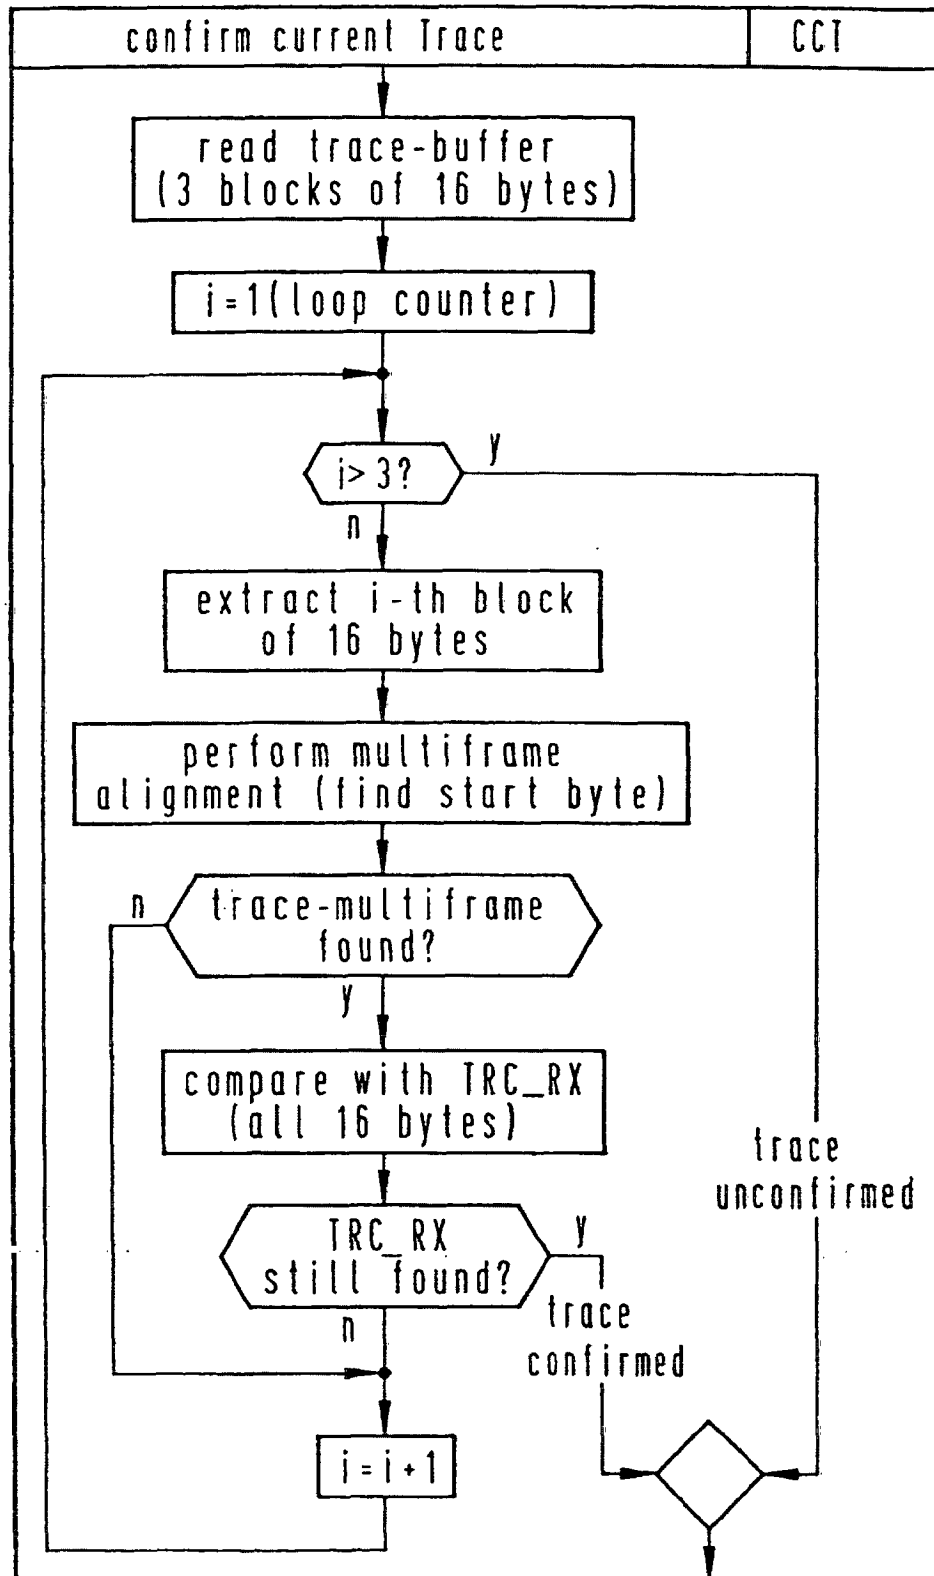 confirm current Trace
CCT
read trace-buffer
(3 blocks of 16 bytes)
i=1(loop counter)
i>3?
y
n
extract i-th block
of 16 bytes
perform multiframe
alignment (find start byte)
n
trace-multiframe
found?
y
compare with TRC_RX
(all 16 bytes)
trace
unconfirmed
TRC_RX
still found?
y
n
trace
confirmed
i=i+1